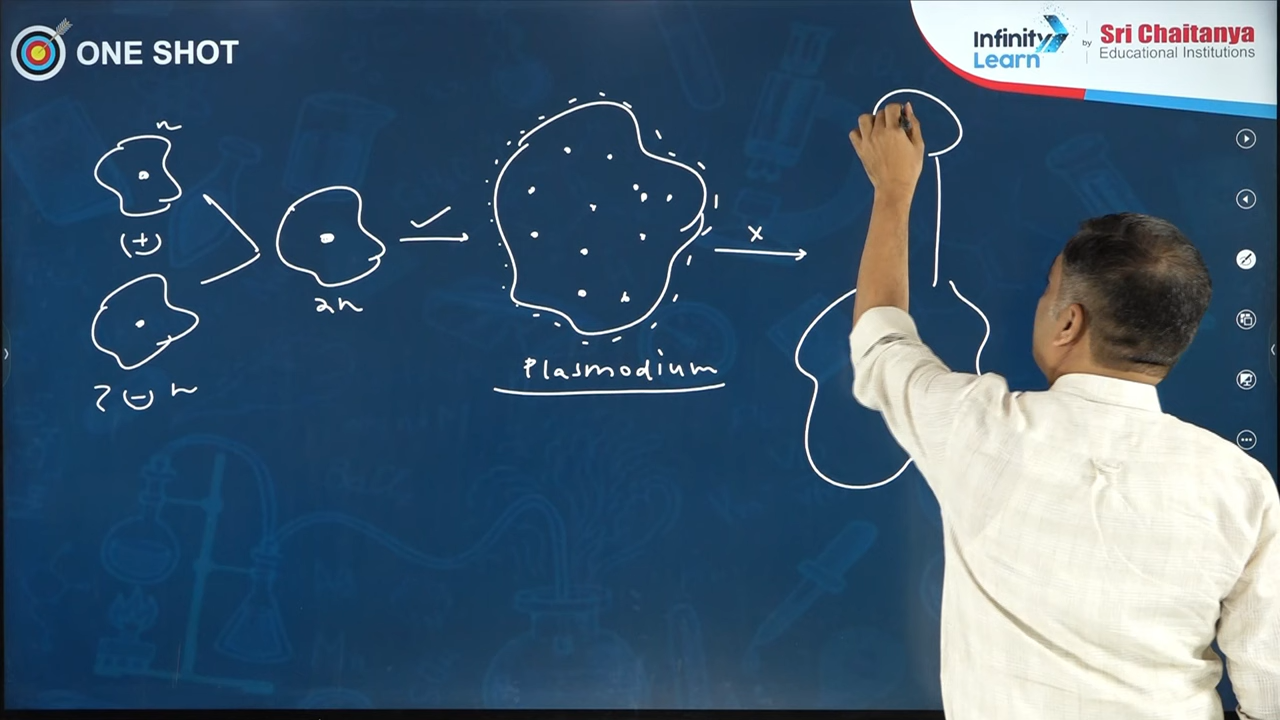 ONE SHOT
Infinity Learn by Sri Chaitanya Educational Institutions
n
(+)
2n
✓
x
Plasmodium
(-) n